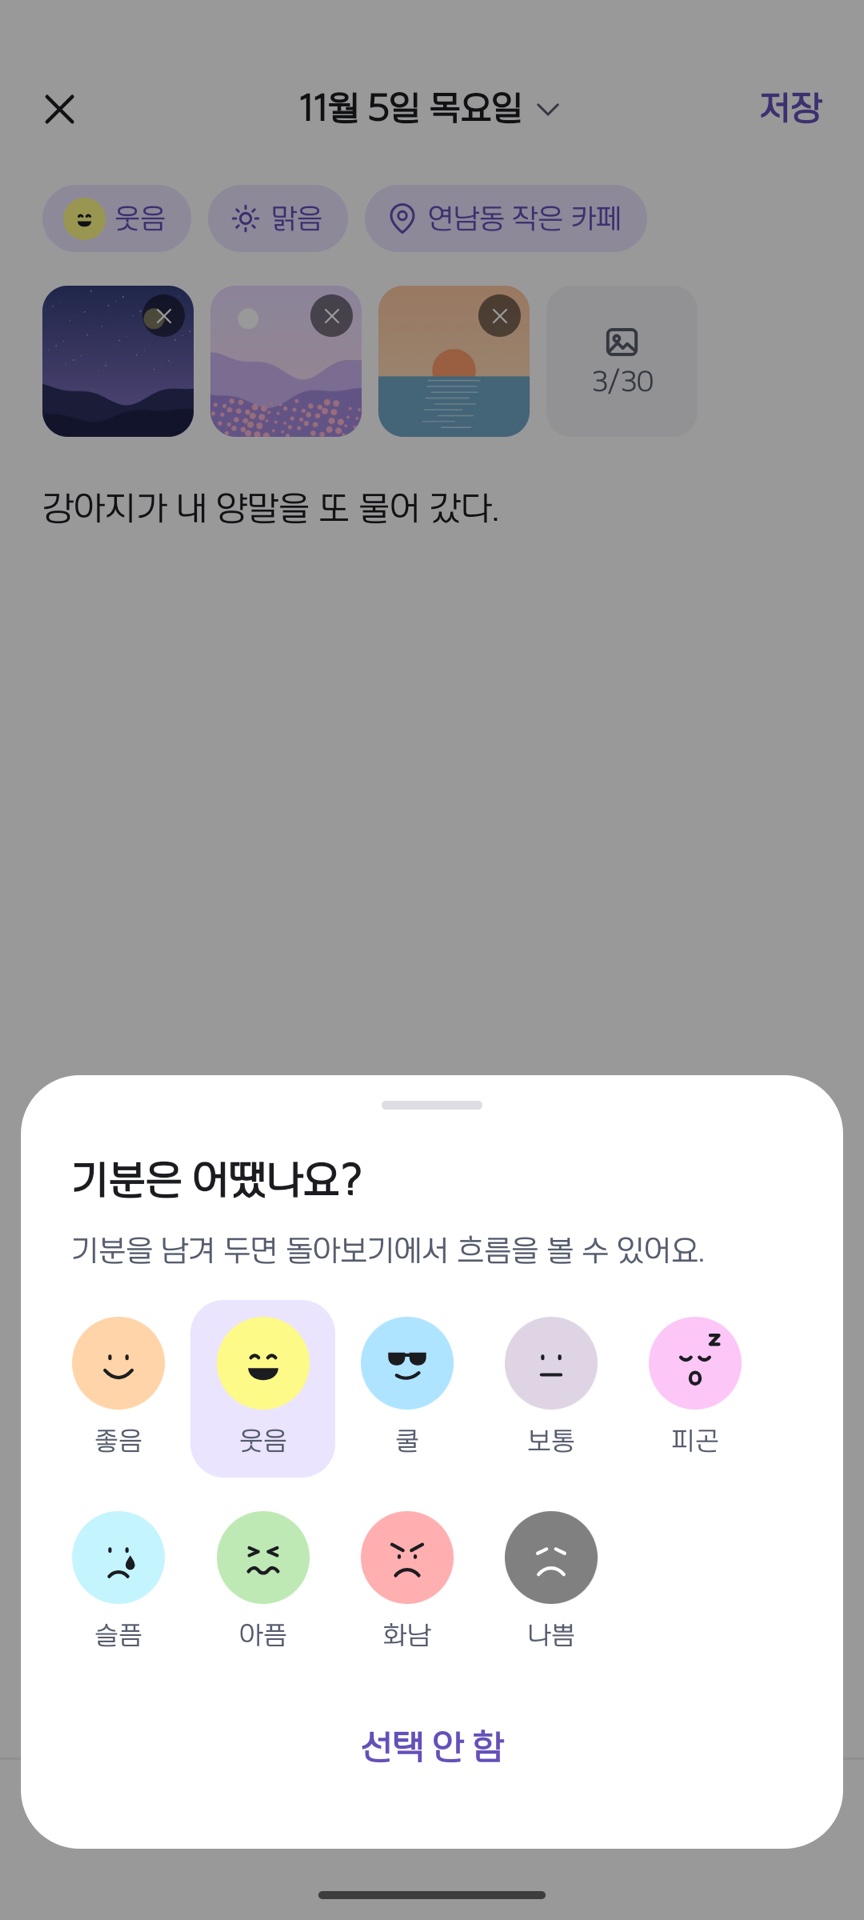 11월 5일 목요일
저장
웃음
맑음
연남동 작은 카페
3/30
강아지가 내 양말을 또 물어 갔다.
기분은 어땠나요?
기분을 남겨 두면 돌아보기에서 흐름을 볼 수 있어요.
좋음
웃음
쿨
보통
피곤
슬픔
아픔
화남
나쁨
선택 안 함